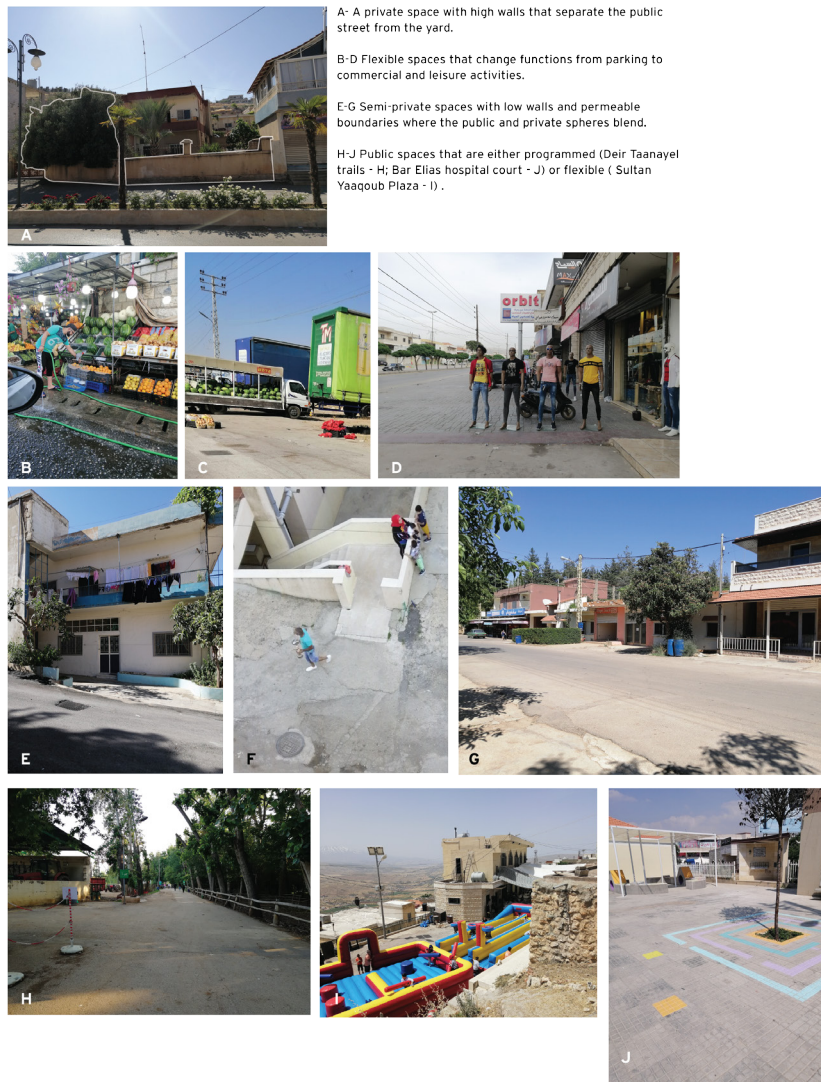 A- A private space with high walls that separate the public
street from the yard.
B-D Flexible spaces that change functions from parking to
commercial and leisure activities.
E-G Semi-private spaces with low walls and permeable
boundaries where the public and private spheres blend.
H-J Public spaces that are either programmed (Deir Taanayel
trails - H; Bar Elias hospital court - J) or flexible ( Sultan
Yaaqoub Plaza - I) .
A
B
C
orbit
D
E
F
G
H
I
J